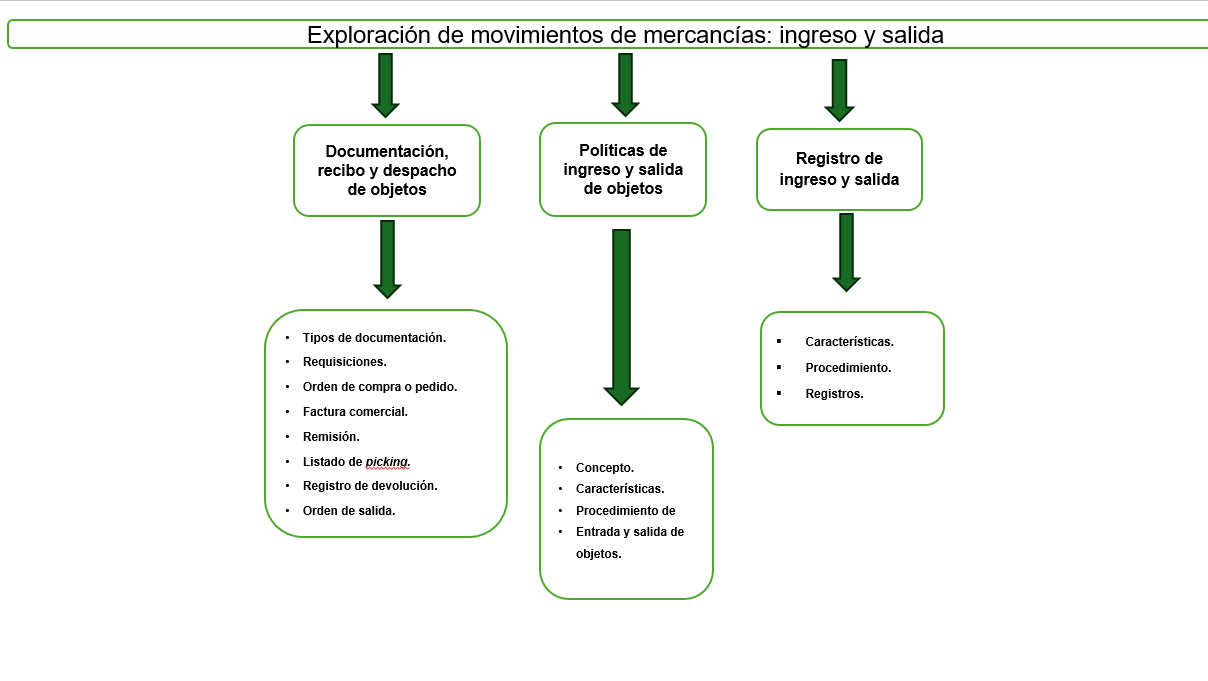 Exploración de movimientos de mercancías: ingreso y salida
Documentación,
recibo y despacho
de objetos
Políticas de
ingreso y salida
de objetos
Registro de
ingreso y salida
• Tipos de documentación.
• Requisiciones.
• Orden de compra o pedido.
• Factura comercial.
• Remisión.
• Listado de picking.
• Registro de devolución.
• Orden de salida.
• Concepto.
• Características.
• Procedimiento de
• Entrada y salida de
objetos.
▪ Características.
▪ Procedimiento.
▪ Registros.